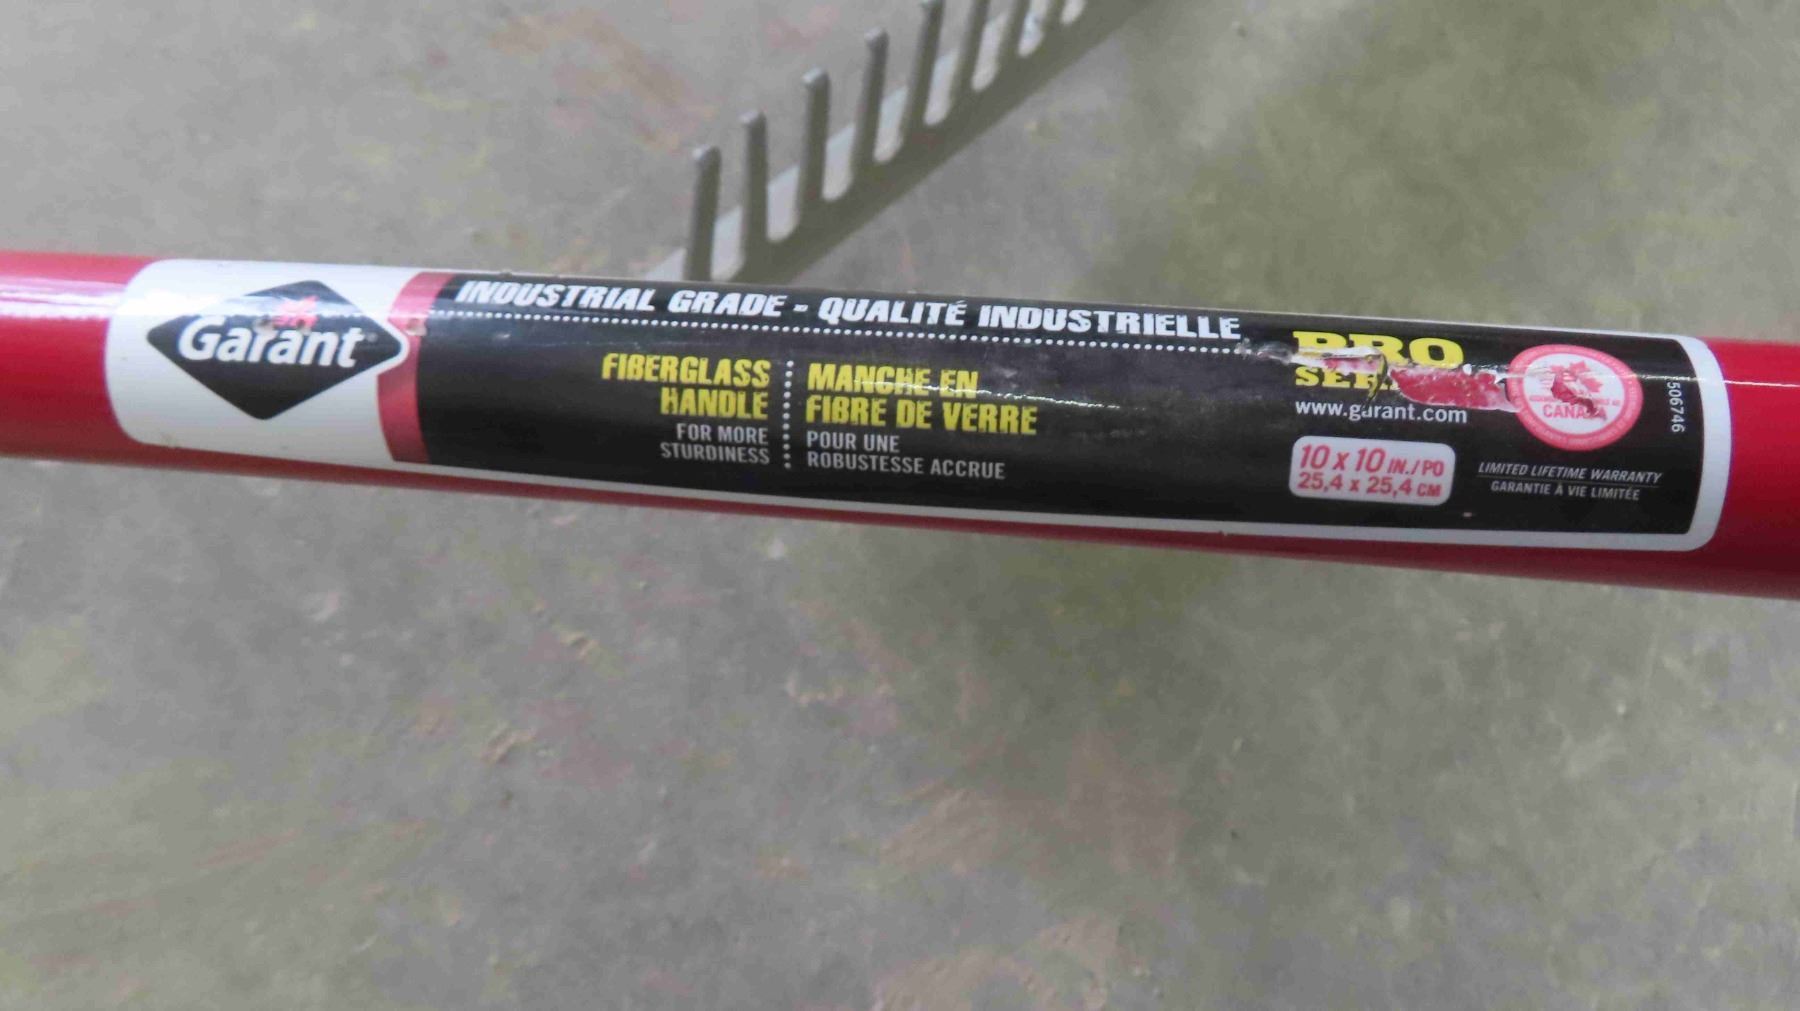 Garant
INDUSTRIAL GRADE - QUALITÉ INDUSTRIELLE
FIBERGLASS
HANDLE
FOR MORE
STURDINESS
MANCHE EN
FIBRE DE VERRE
POUR UNE
ROBUSTESSE ACCRUE
PRO
www.garant.com
10 x 10 IN./PO
25,4 x 25,4 CM
CANADA
LIMITED LIFETIME WARRANTY
GARANTIE À VIE LIMITÉE
506746